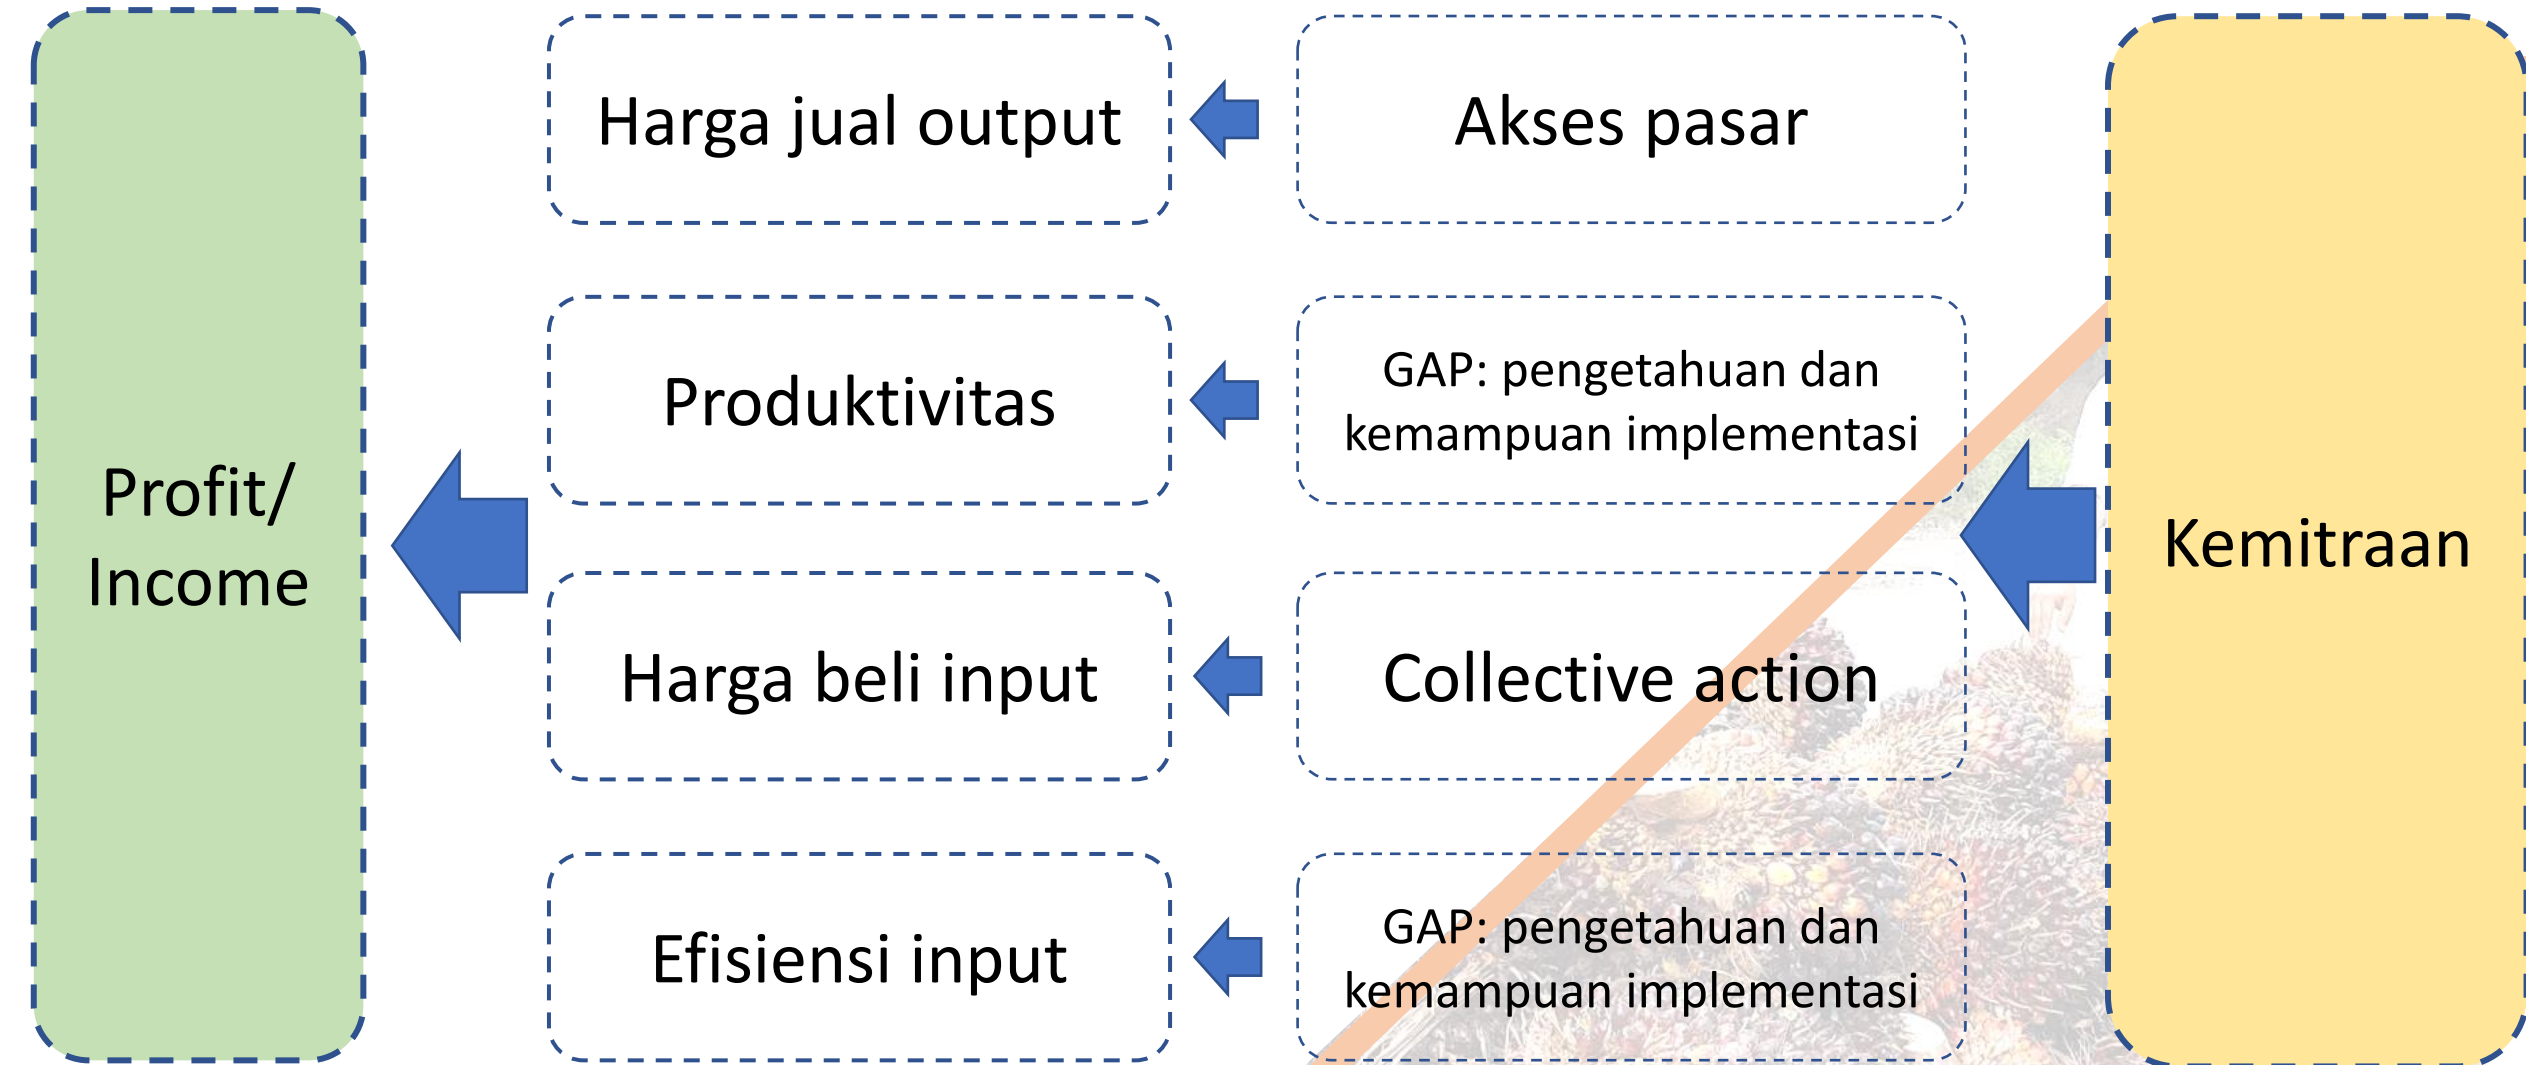 Profit/
Income
Harga jual output
Akses pasar
Produktivitas
GAP: pengetahuan dan
kemampuan implementasi
Harga beli input
Collective action
Efisiensi input
GAP: pengetahuan dan
kemampuan implementasi
Kemitraan